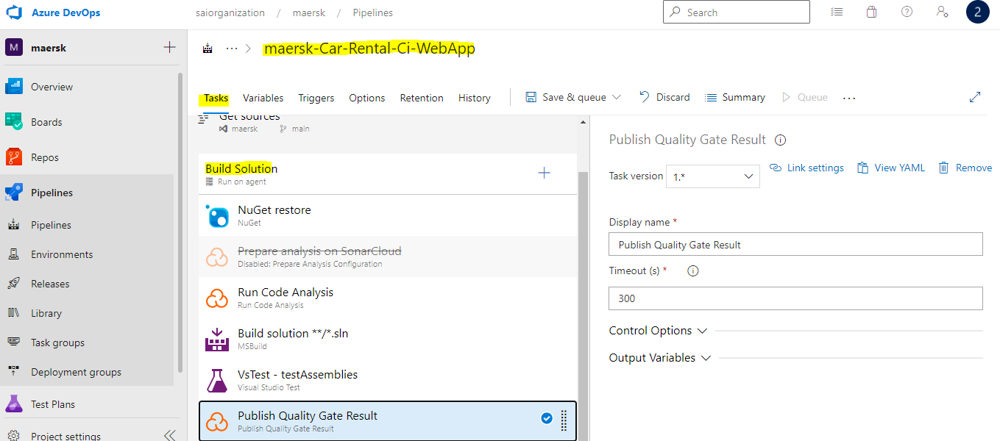 Azure DevOps
saiorganization / maersk / Pipelines
Search
2
M maersk
Overview
Boards
Repos
Pipelines
Pipelines
Environments
Releases
Library
Task groups
Deployment groups
Test Plans
Project settings
··· > maersk-Car-Rental-Ci-WebApp
Tasks Variables Triggers Options Retention History Save & queue Discard Summary Queue ···
Get sources
maersk main
Build Solution
Run on agent
NuGet restore
NuGet
Prepare analysis on SonarCloud
Disabled: Prepare Analysis Configuration
Run Code Analysis
Run Code Analysis
Build solution **/*.sln
MSBuild
VsTest - testAssemblies
Visual Studio Test
Publish Quality Gate Result
Publish Quality Gate Result
Publish Quality Gate Result
Task version 1.* Link settings View YAML Remove
Display name *
Publish Quality Gate Result
Timeout (s) *
300
Control Options
Output Variables